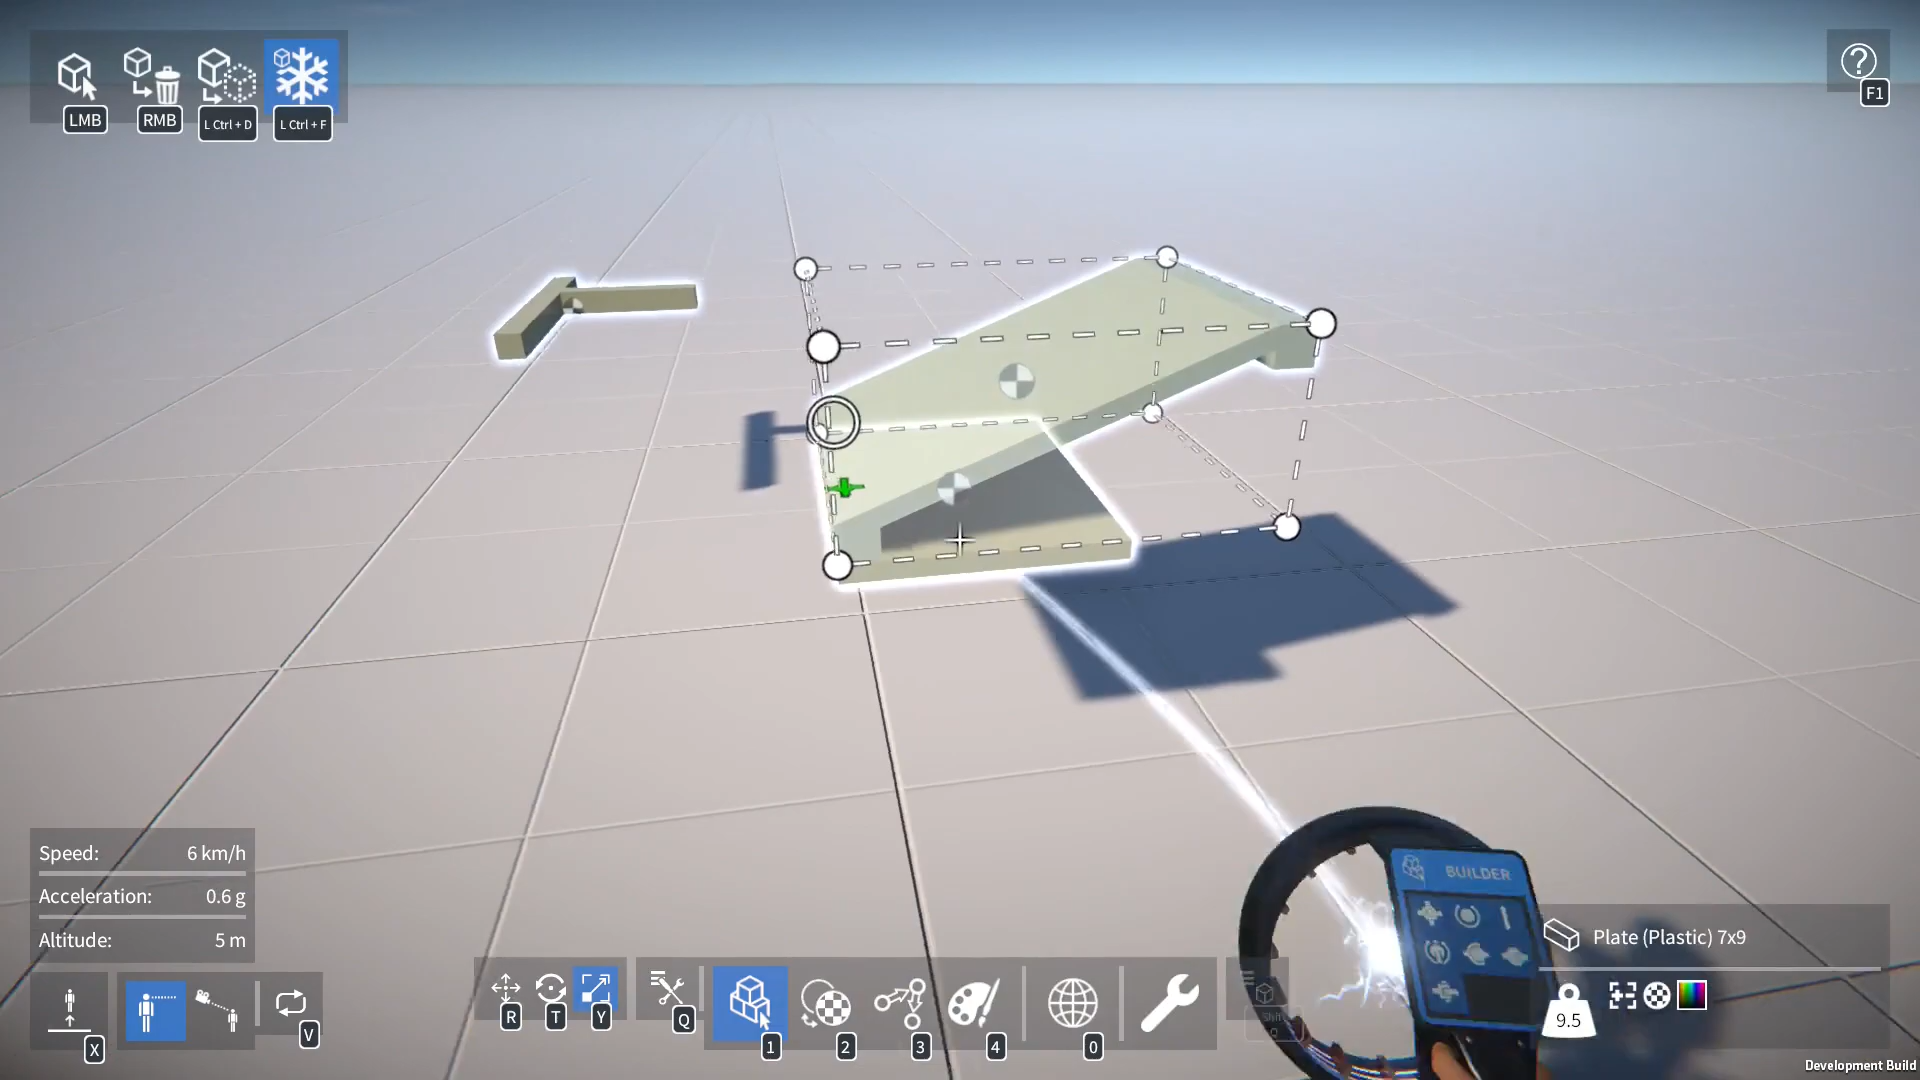 LMB
RMB
L Ctrl + D
L Ctrl + F
?
F1
Speed: 6 km/h
Acceleration: 0.6 g
Altitude: 5 m
X
V
R
T
Y
Q
1
2
3
4
0
BUILDER
Plate (Plastic) 7x9
9.5
Development Build